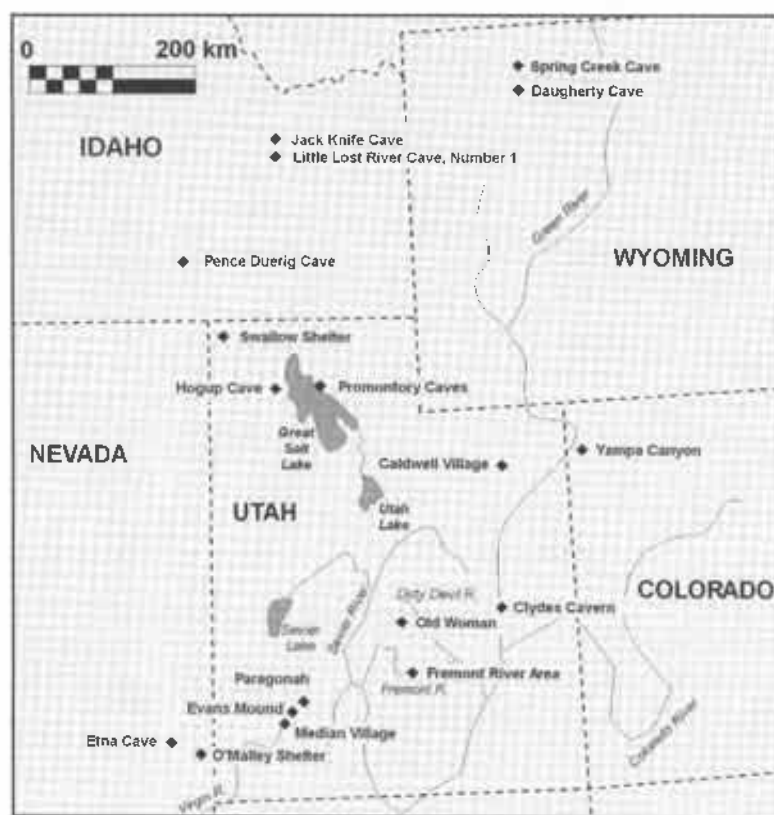 0 200 km
Spring Creek Cave
Daugherty Cave
IDAHO
Jack Knife Cave
Little Lost River Cave, Number 1
Green River
WYOMING
Pence Duerig Cave
Swallow Shelter
Hogup Cave
Promontory Caves
Great
Salt
Lake
NEVADA
Caldwell Village
Yampa Canyon
UTAH
Utah
Lake
COLORADO
Dirty Devil R.
Clydes Cavern
Sevier River
Old Woman
Sevier
Lake
Fremont River Area
Fremont R.
Paragonah
Evans Mound
Median Village
Colorado River
Etna Cave
O'Malley Shelter
Virgin R.